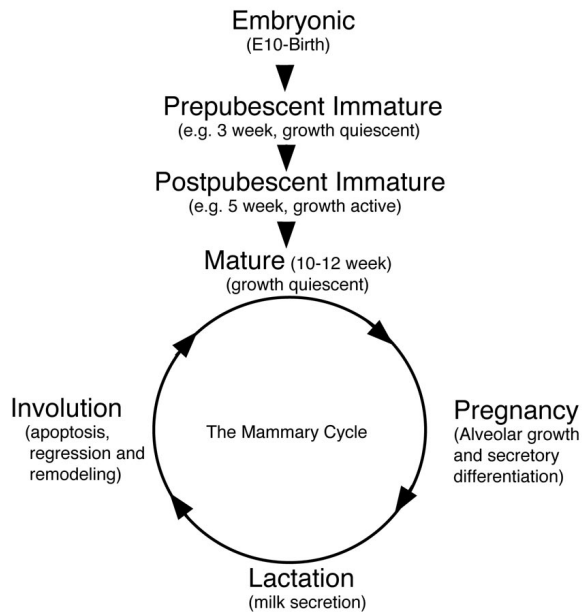 Embryonic
(E10-Birth)
Prepubescent Immature
(e.g. 3 week, growth quiescent)
Postpubescent Immature
(e.g. 5 week, growth active)
Mature (10-12 week)
(growth quiescent)
Involution
(apoptosis,
regression and
remodeling)
The Mammary Cycle
Pregnancy
(Alveolar growth
and secretory
differentiation)
Lactation
(milk secretion)